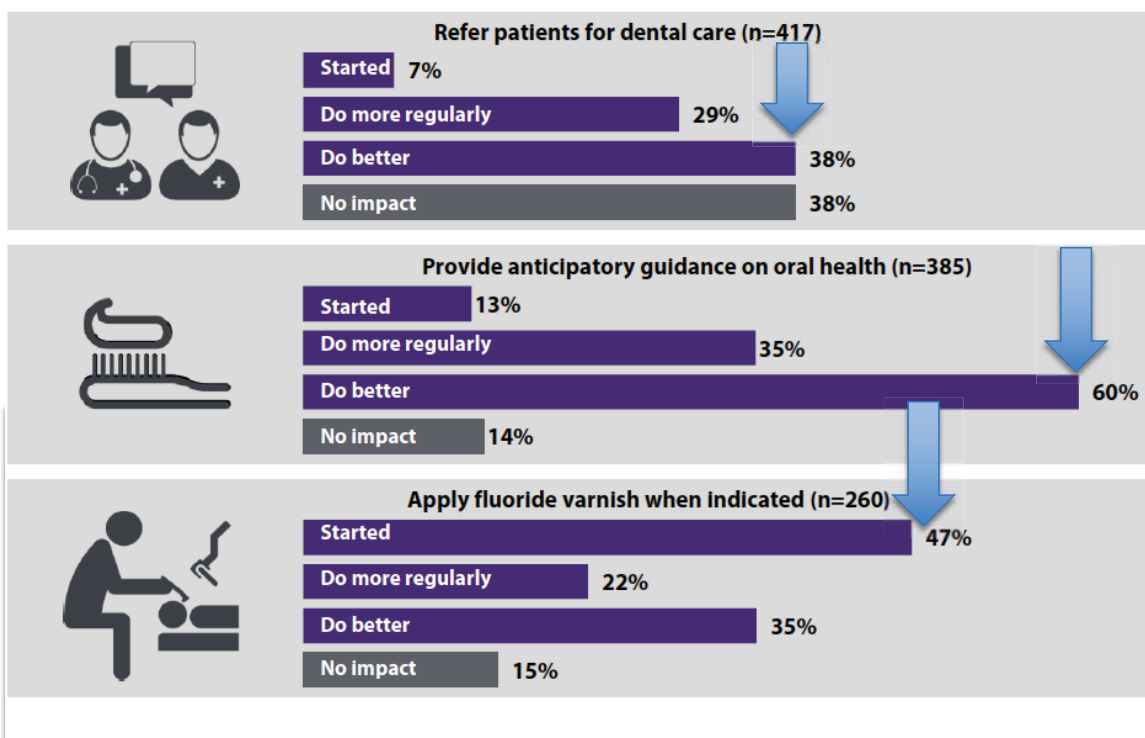 Refer patients for dental care (n=417)
Started 7%
Do more regularly 29%
Do better 38%
No impact 38%
Provide anticipatory guidance on oral health (n=385)
Started 13%
Do more regularly 35%
Do better 60%
No impact 14%
Apply fluoride varnish when indicated (n=260)
Started 47%
Do more regularly 22%
Do better 35%
No impact 15%